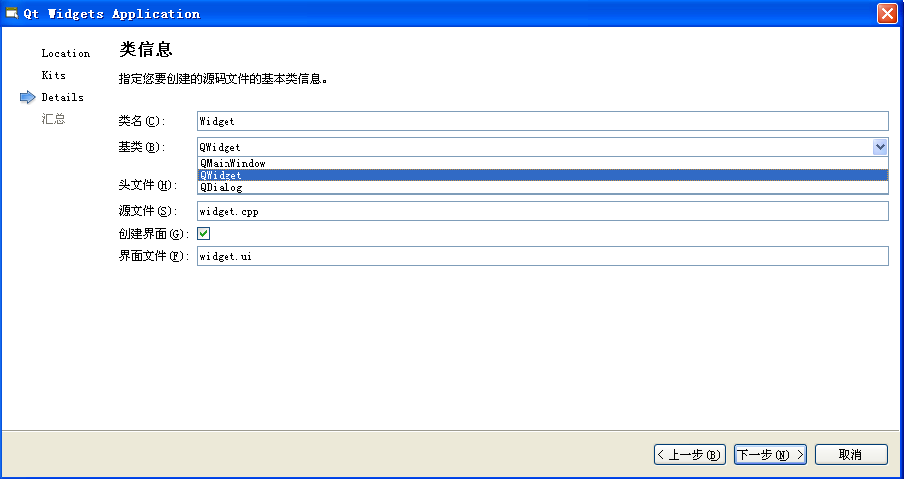 Qt Widgets Application
Location
Kits
Details
汇总
类信息
指定您要创建的源码文件的基本类信息。
类名(C): Widget
基类(B): QWidget
QMainWindow
QWidget
QDialog
头文件(H):
源文件(S): widget.cpp
创建界面(G):
界面文件(F): widget.ui
< 上一步(B) 下一步(N) > 取消